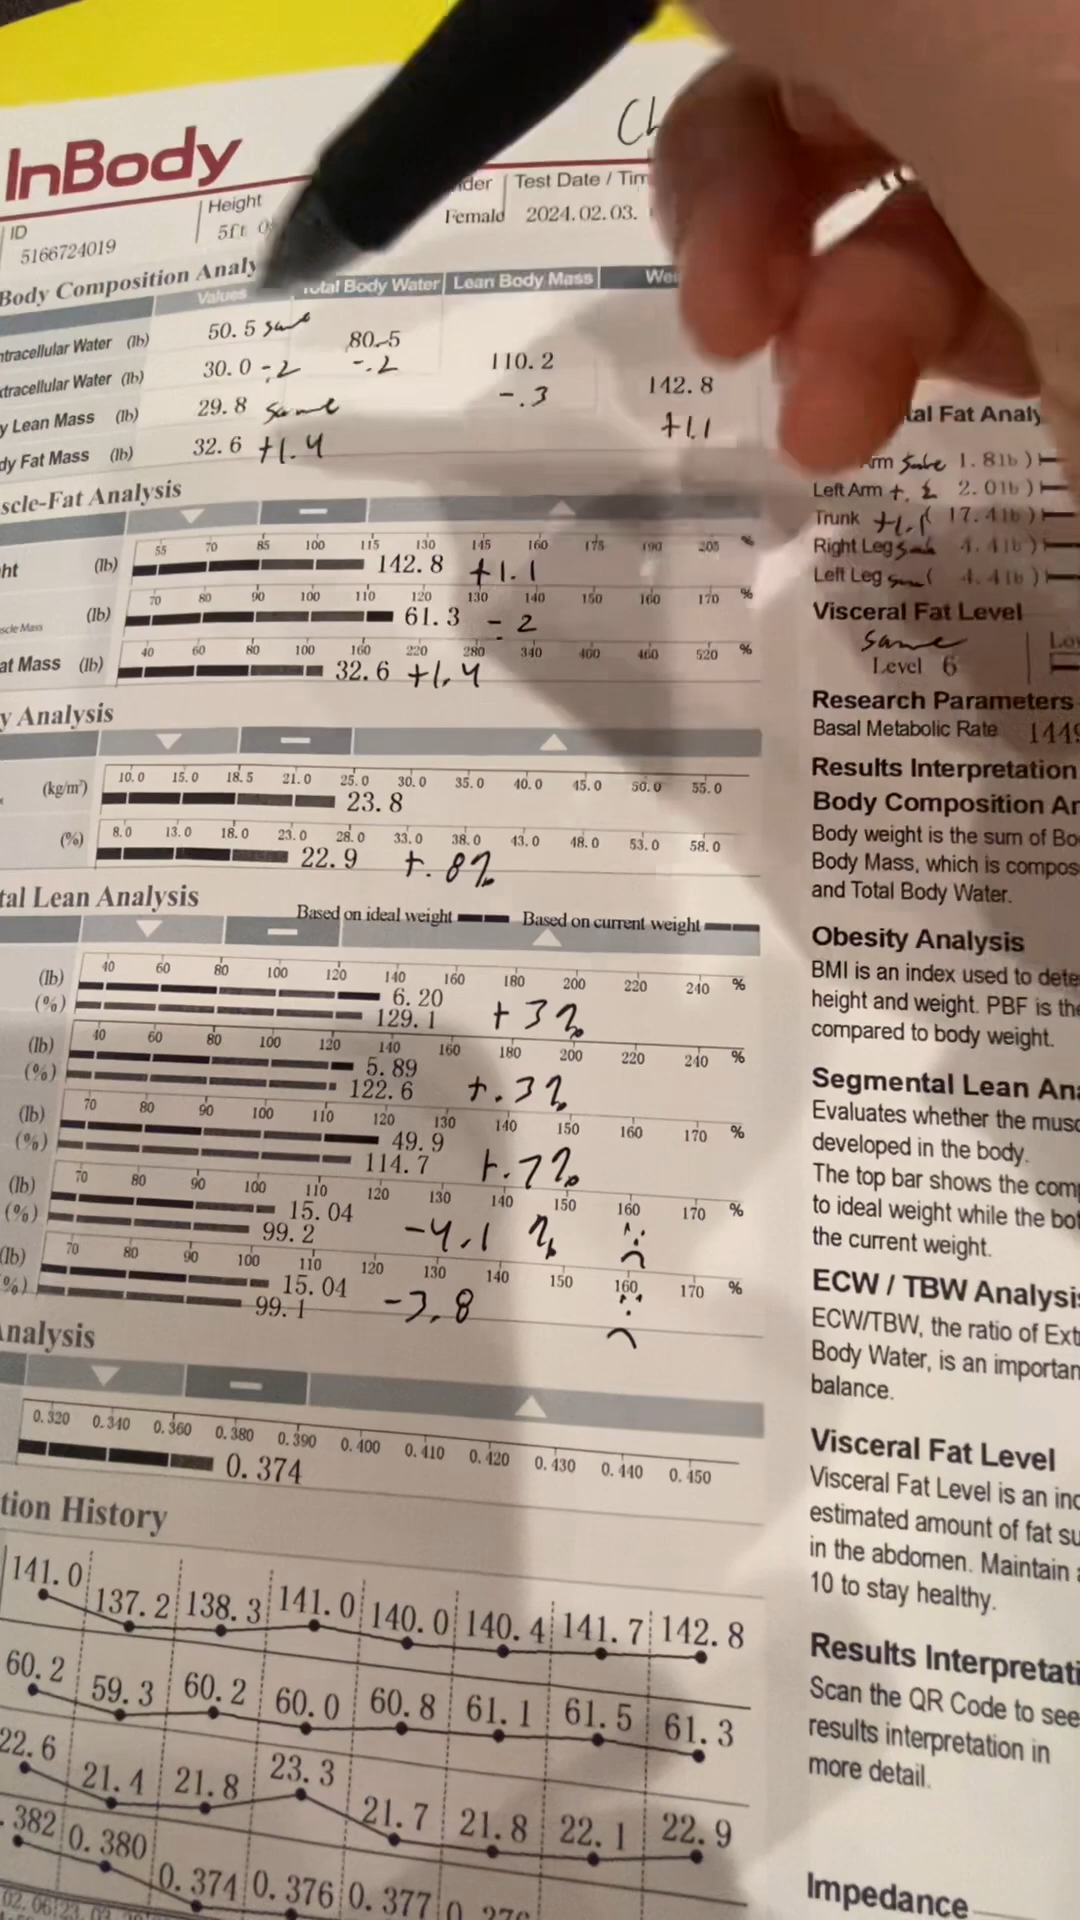 InBody
ID
5166724019
Height
5ft
Female
Test Date / Tim
2024.02.03.
Body Composition Analy
Values
Total Body Water
Lean Body Mass
Wei
ntracellular Water (lb)
50.5 same
80.5
xtracellular Water (lb)
30.0 -.2
-.2
110.2
y Lean Mass (lb)
29.8 same
-.3
142.8
dy Fat Mass (lb)
32.6 +1.4
+1.1
scle-Fat Analysis
55 70 85 100 115 130 145 160 175 190 205 %
ht (lb)
142.8 +1.1
70 80 90 100 110 120 130 140 150 160 170 %
scle Mass (lb)
61.3 -.2
40 60 80 100 160 220 280 340 400 460 520 %
at Mass (lb)
32.6 +1.4
y Analysis
10.0 15.0 18.5 21.0 25.0 30.0 35.0 40.0 45.0 50.0 55.0
(kg/m²)
23.8
8.0 13.0 18.0 23.0 28.0 33.0 38.0 43.0 48.0 53.0 58.0
(%)
22.9 +.8%
tal Lean Analysis
Based on ideal weight
Based on current weight
40 60 80 100 120 140 160 180 200 220 240 %
(lb)
6.20
(%)
129.1 +3%
40 60 80 100 120 140 160 180 200 220 240 %
(lb)
5.89
(%)
122.6 +.3%
70 80 90 100 110 120 130 140 150 160 170 %
(lb)
49.9
(%)
114.7 +.7%
70 80 90 100 110 120 130 140 150 160 170 %
(lb)
15.04
(%)
99.2 -4.1 %
70 80 90 100 110 120 130 140 150 160 170 %
(lb)
15.04
%)
99.1 -3.8
nalysis
0.320 0.340 0.360 0.380 0.390 0.400 0.410 0.420 0.430 0.440 0.450
0.374
tion History
141.0 137.2 138.3 141.0 140.0 140.4 141.7 142.8
60.2 59.3 60.2 60.0 60.8 61.1 61.5 61.3
22.6 21.4 21.8 23.3 21.7 21.8 22.1 22.9
.382 0.380 0.374 0.376 0.377
tal Fat Analy
Arm same 1.8lb)
Left Arm +.2 2.0lb)
Trunk +1.1 ( 17.4lb)
Right Leg same 4.4lb)
Left Leg same ( 4.4lb)
Visceral Fat Level
same
Level 6
Lo
Research Parameters
Basal Metabolic Rate 1449
Results Interpretation
Body Composition An
Body weight is the sum of Bo
Body Mass, which is compos
and Total Body Water.
Obesity Analysis
BMI is an index used to dete
height and weight. PBF is the
compared to body weight.
Segmental Lean Ana
Evaluates whether the musc
developed in the body.
The top bar shows the comp
to ideal weight while the bot
the current weight.
ECW / TBW Analysis
ECW/TBW, the ratio of Ext
Body Water, is an important
balance.
Visceral Fat Level
Visceral Fat Level is an ind
estimated amount of fat su
in the abdomen. Maintain a
10 to stay healthy.
Results Interpretati
Scan the QR Code to see
results interpretation in
more detail.
Impedance